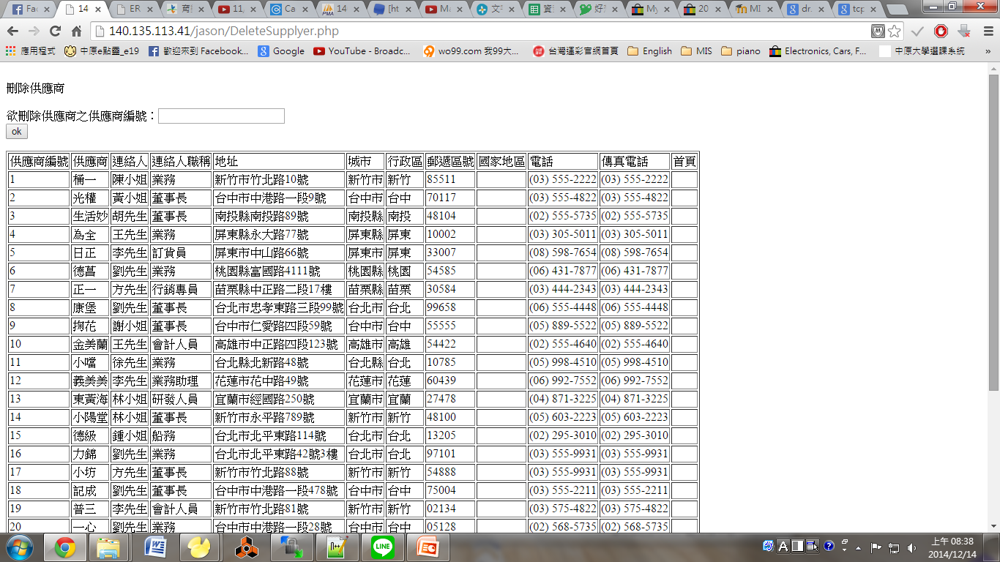 Fac
14
ER
育
11
Ca
14
[ht
Ma
文
資
好
My
20
MI
dr.
tcp
140.135.113.41/jason/DeleteSupplyer.php
應用程式 中原e點靈_e19 歡迎來到 Facebook... Google YouTube - Broadc... wo99.com 我99大... 台灣運彩官網首頁 English MIS piano Electronics, Cars, F... 中原大學選課系統 »
刪除供應商
欲刪除供應商之供應商編號：
ok
供應商編號 供應商 連絡人 連絡人職稱 地址 城市 行政區 郵遞區號 國家地區 電話 傳真電話 首頁
1 桶一 陳小姐 業務 新竹市竹北路10號 新竹市 新竹 85511 (03) 555-2222 (03) 555-2222
2 光權 黃小姐 董事長 台中市中港路一段9號 台中市 台中 70117 (03) 555-4822 (03) 555-4822
3 生活妙 胡先生 董事長 南投縣南投路89號 南投縣 南投 48104 (02) 555-5735 (02) 555-5735
4 為全 王先生 業務 屏東縣永大路77號 屏東縣 屏東 10002 (03) 305-5011 (03) 305-5011
5 日正 李先生 訂貨員 屏東市中山路66號 屏東市 屏東 33007 (08) 598-7654 (08) 598-7654
6 德菖 劉先生 業務 桃園縣富國路4111號 桃園縣 桃園 54585 (06) 431-7877 (06) 431-7877
7 正一 方先生 行銷專員 苗栗縣中正路二段17樓 苗栗縣 苗栗 30584 (03) 444-2343 (03) 444-2343
8 康堡 劉先生 董事長 台北市忠孝東路三段99號 台北市 台北 99658 (06) 555-4448 (06) 555-4448
9 掬花 謝小姐 董事長 台中市仁愛路四段59號 台中市 台中 55555 (05) 889-5522 (05) 889-5522
10 金美蘭 王先生 會計人員 高雄市中正路四段123號 高雄市 高雄 54422 (02) 555-4640 (02) 555-4640
11 小噹 徐先生 業務 台北縣北新路48號 台北縣 台北 10785 (05) 998-4510 (05) 998-4510
12 義美美 李先生 業務助理 花蓮市花中路49號 花蓮市 花蓮 60439 (06) 992-7552 (06) 992-7552
13 東黃海 林小姐 研發人員 宜蘭市經國路250號 宜蘭市 宜蘭 27478 (04) 871-3225 (04) 871-3225
14 小陽堂 林小姐 董事長 新竹市永平路789號 新竹市 新竹 48100 (05) 603-2223 (05) 603-2223
15 德級 鍾小姐 船務 台北市北平東路114號 台北市 台北 13205 (02) 295-3010 (02) 295-3010
16 力錦 劉先生 業務 台北市北平東路42號3樓 台北市 台北 97101 (03) 555-9931 (03) 555-9931
17 小坊 方先生 董事長 新竹市竹北路88號 新竹市 新竹 54888 (03) 555-9931 (03) 555-9931
18 記成 劉先生 董事長 台中市中港路一段478號 台中市 台中 75004 (03) 555-2211 (03) 555-2211
19 普三 李先生 會計人員 新竹市竹北路81號 新竹市 新竹 02134 (03) 575-4822 (03) 575-4822
20 一心 劉先生 業務 台中市中港路一段28號 台中市 台中 05128 (02) 568-5735 (02) 568-5735
LINE
A
上午 08:38
2014/12/14